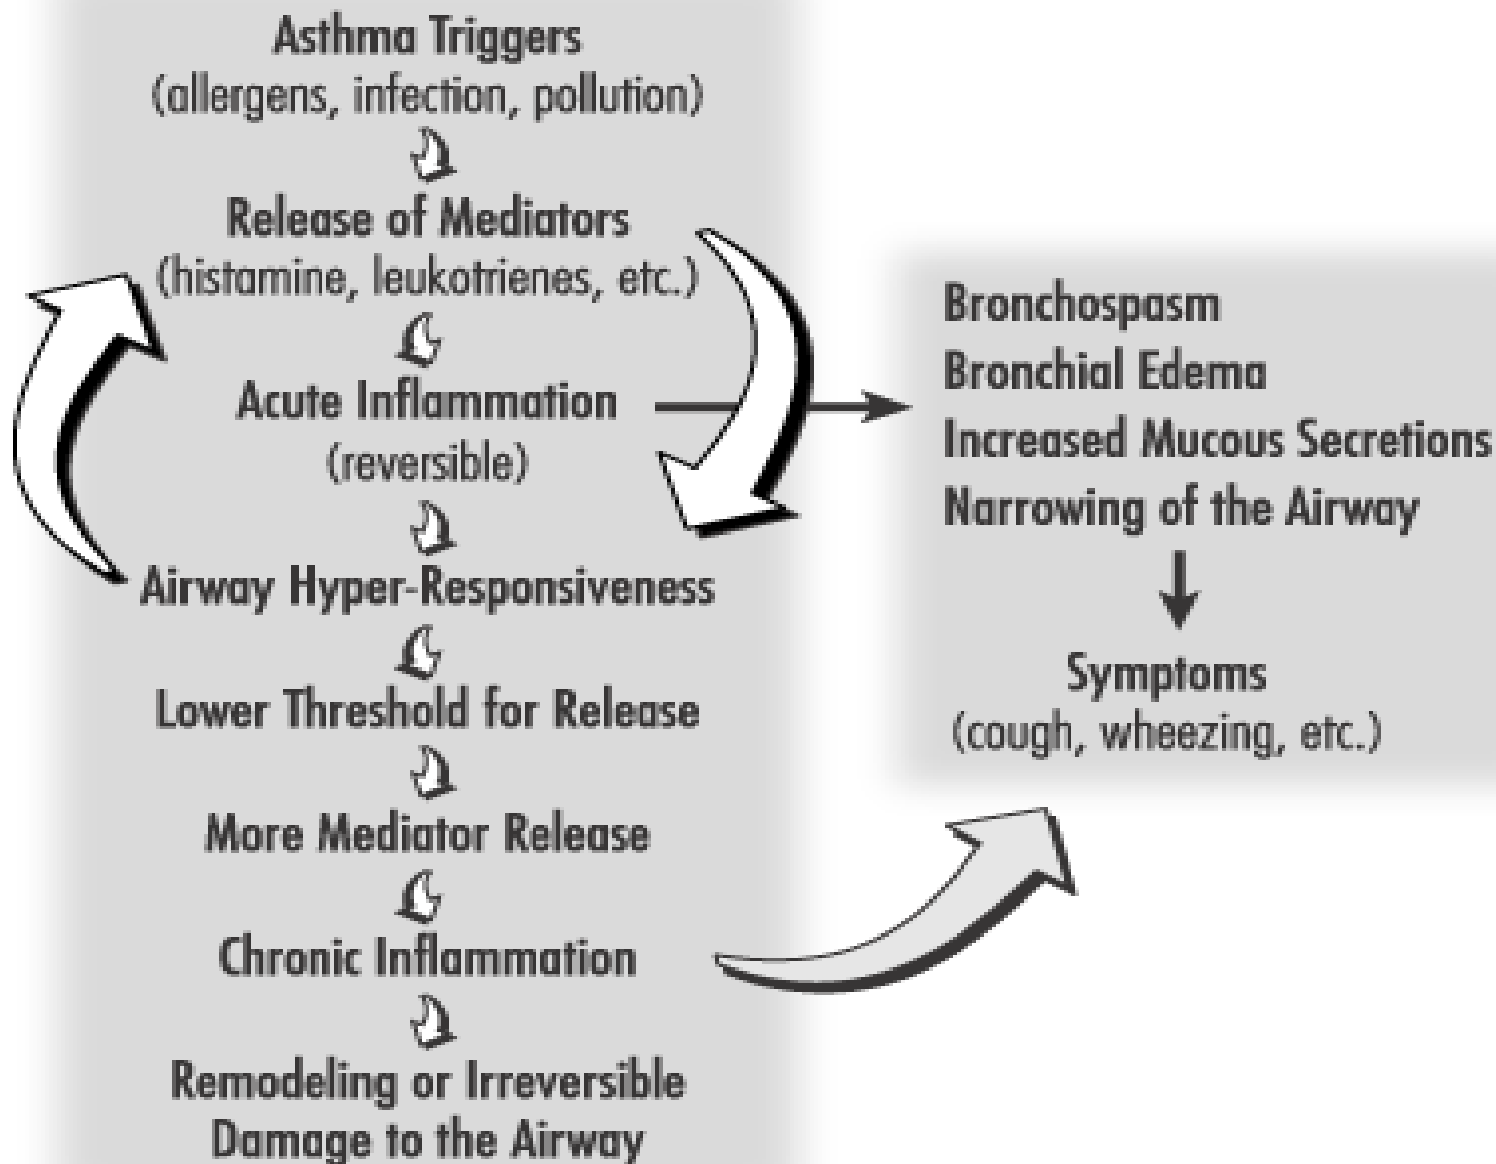 Asthma Triggers
(allergens, infection, pollution)
Release of Mediators
(histamine, leukotrienes, etc.)
Acute Inflammation
(reversible)
Airway Hyper-Responsiveness
Lower Threshold for Release
More Mediator Release
Chronic Inflammation
Remodeling or Irreversible
Damage to the Airway
Bronchospasm
Bronchial Edema
Increased Mucous Secretions
Narrowing of the Airway
Symptoms
(cough, wheezing, etc.)